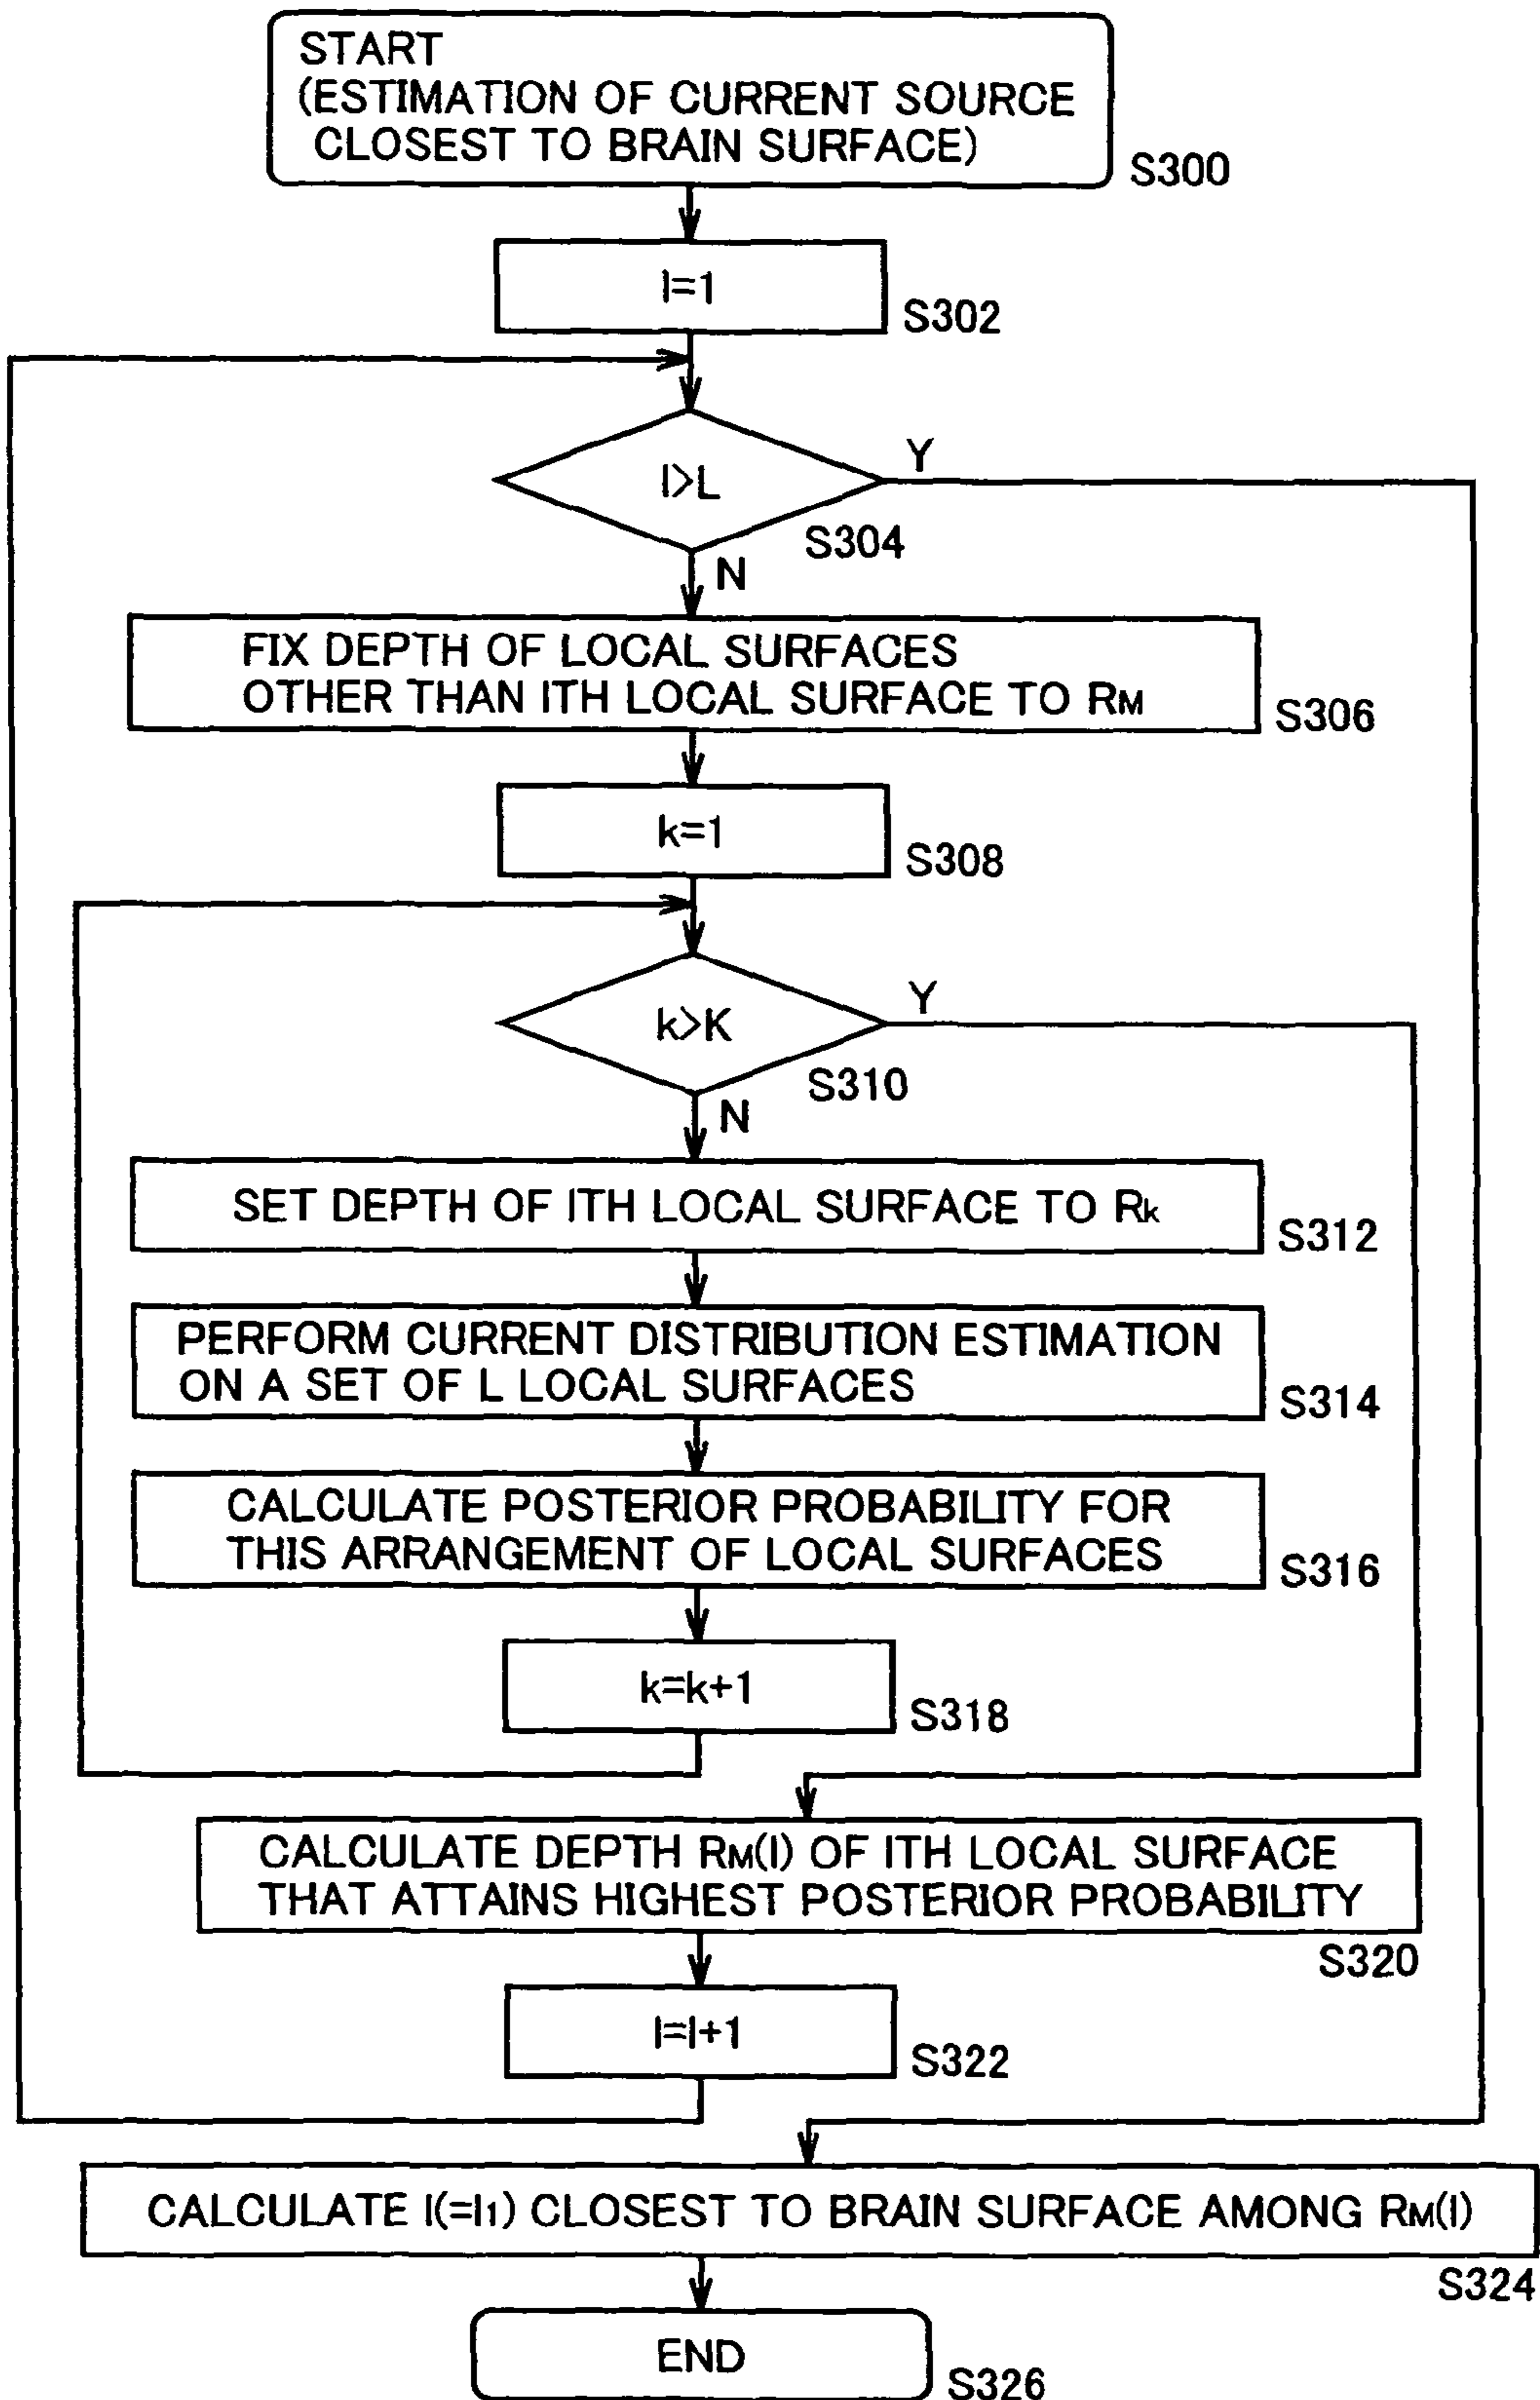 START
(ESTIMATION OF CURRENT SOURCE
CLOSEST TO BRAIN SURFACE)
S300
l=1
S302
l>L
Y
S304
N
FIX DEPTH OF LOCAL SURFACES
OTHER THAN lTH LOCAL SURFACE TO RM
S306
k=1
S308
k>K
Y
S310
N
SET DEPTH OF lTH LOCAL SURFACE TO Rk
S312
PERFORM CURRENT DISTRIBUTION ESTIMATION
ON A SET OF L LOCAL SURFACES
S314
CALCULATE POSTERIOR PROBABILITY FOR
THIS ARRANGEMENT OF LOCAL SURFACES
S316
k=k+1
S318
CALCULATE DEPTH RM(l) OF lTH LOCAL SURFACE
THAT ATTAINS HIGHEST POSTERIOR PROBABILITY
S320
l=l+1
S322
CALCULATE l(=l1) CLOSEST TO BRAIN SURFACE AMONG RM(l)
S324
END
S326